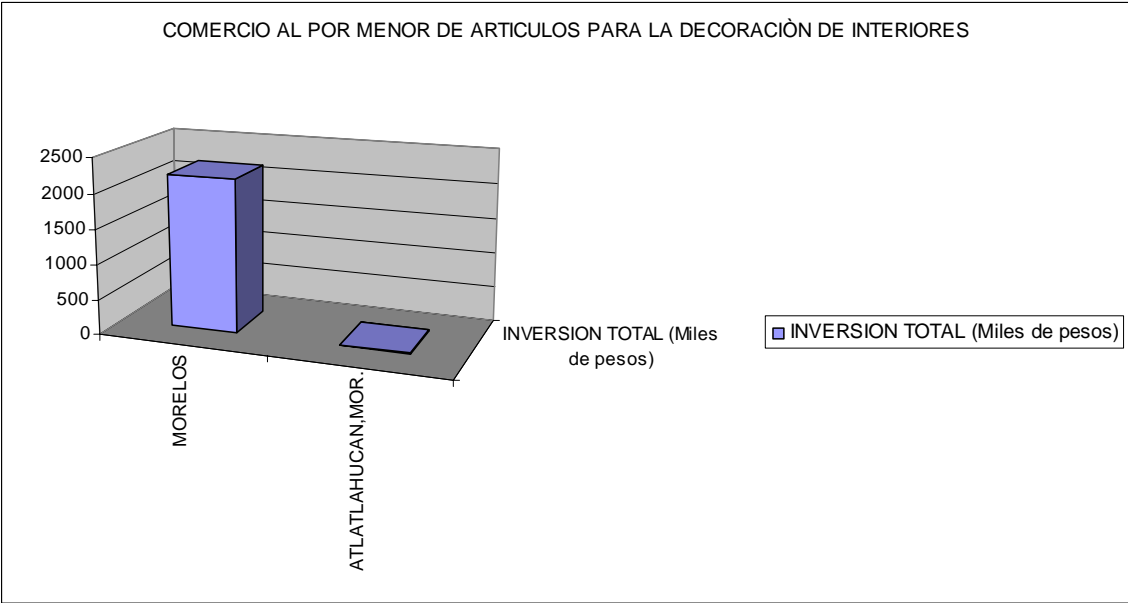 COMERCIO AL POR MENOR DE ARTICULOS PARA LA DECORACIÒN DE INTERIORES
2500
2000
1500
1000
500
0
MORELOS
ATLATLAHUCAN,MOR.
INVERSION TOTAL (Miles
de pesos)
INVERSION TOTAL (Miles de pesos)